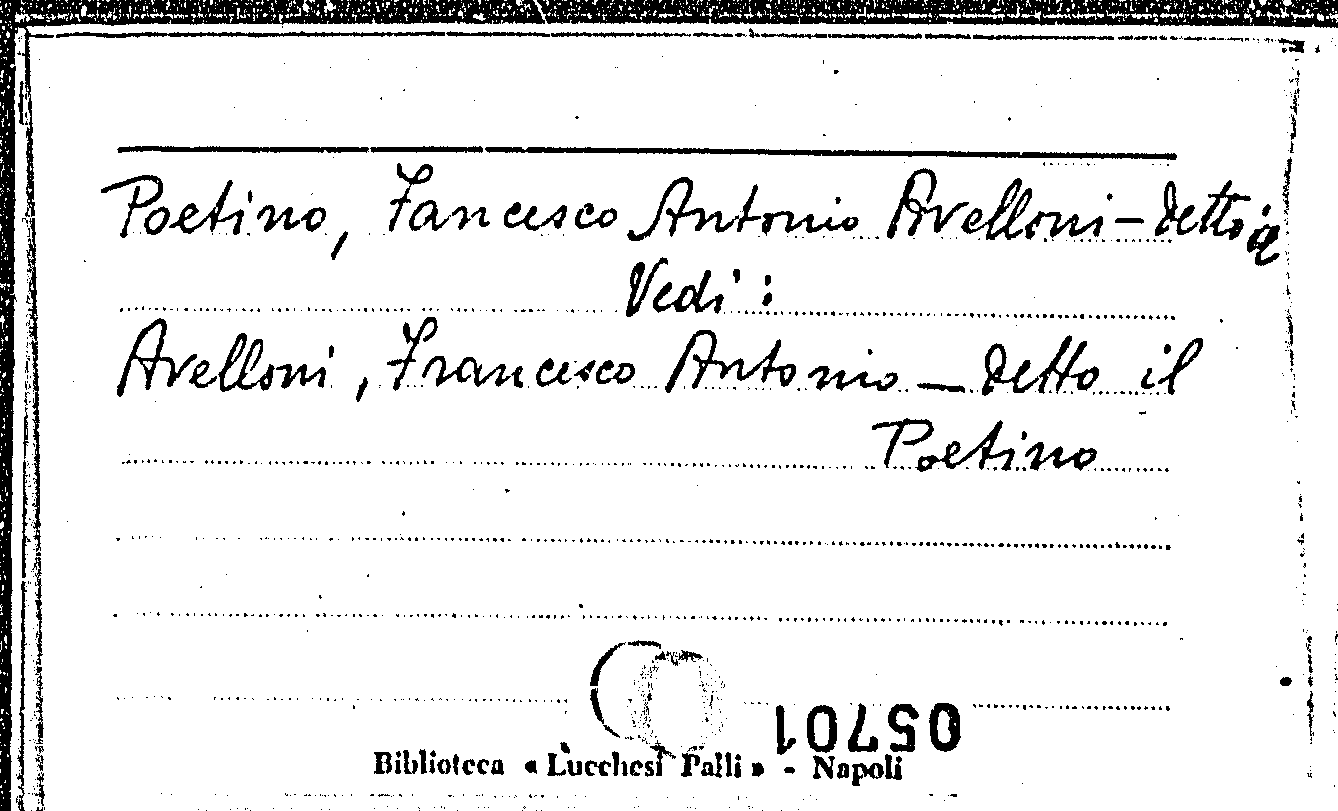 Poetino, Fancesco Antonio Avelloni - detto il
Vedi :
Avelloni, Francesco Antonio - detto il
Poetino
05701
Biblioteca « Lucchesi Palli » - Napoli